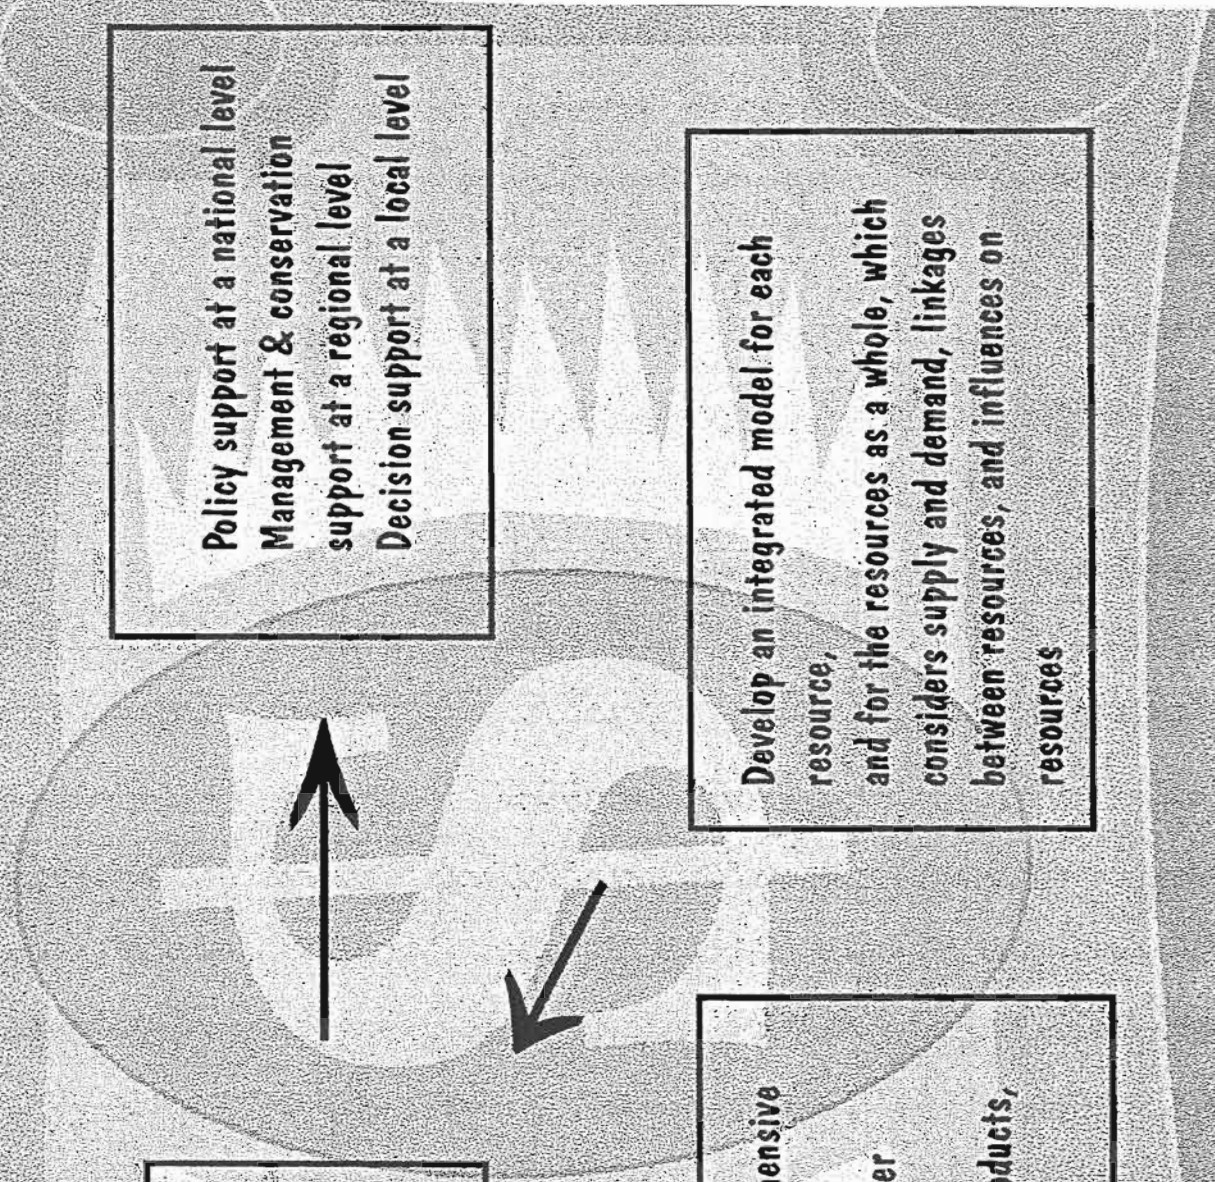 Policy support at a national level
Management & conservation
support at a regional level
Decision support at a local level
Develop an integrated model for each
resource,
and for the resources as a whole, which
considers supply and demand, linkages
between resources, and influences on
resources